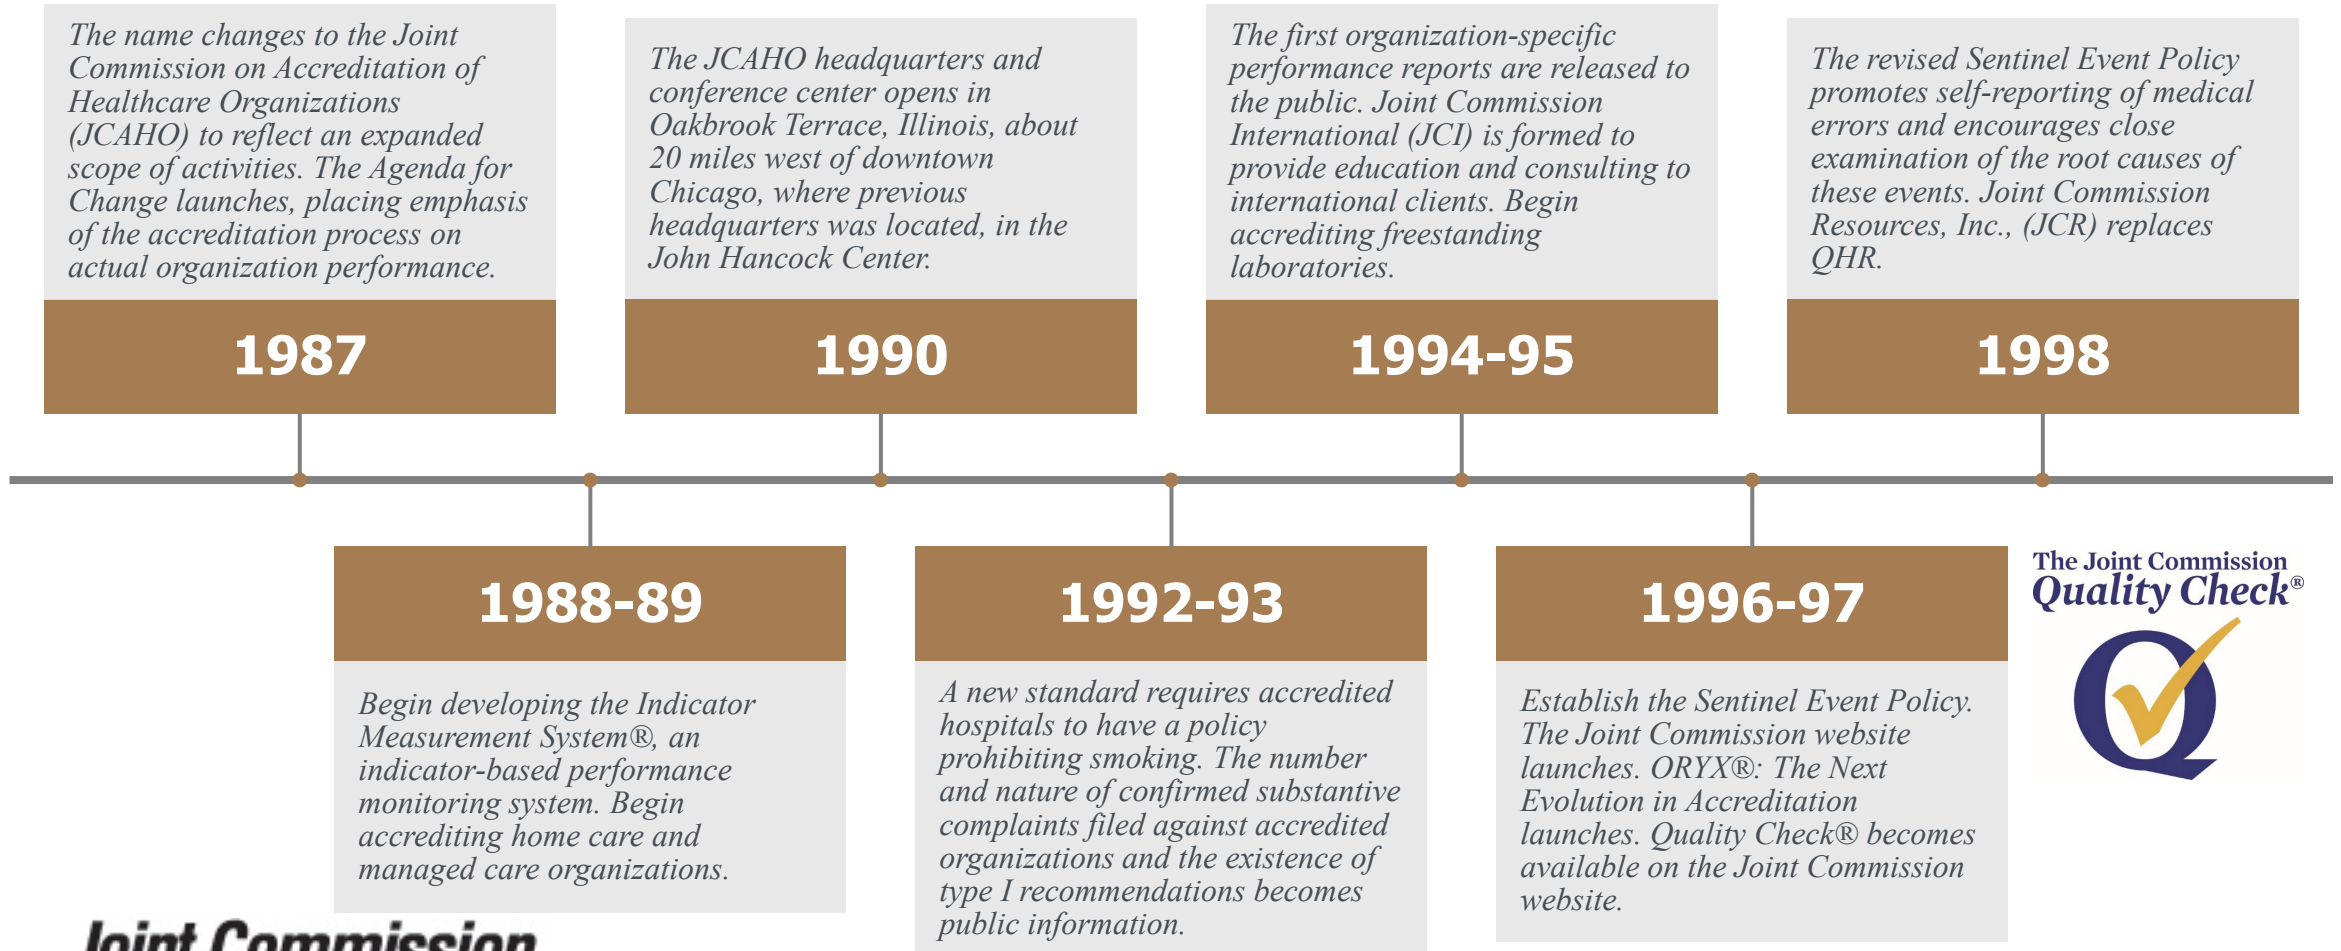 The name changes to the Joint
Commission on Accreditation of
Healthcare Organizations
(JCAHO) to reflect an expanded
scope of activities. The Agenda for
Change launches, placing emphasis
of the accreditation process on
actual organization performance.
1987
The JCAHO headquarters and
conference center opens in
Oakbrook Terrace, Illinois, about
20 miles west of downtown
Chicago, where previous
headquarters was located, in the
John Hancock Center.
1990
The first organization-specific
performance reports are released to
the public. Joint Commission
International (JCI) is formed to
provide education and consulting to
international clients. Begin
accrediting freestanding
laboratories.
1994-95
The revised Sentinel Event Policy
promotes self-reporting of medical
errors and encourages close
examination of the root causes of
these events. Joint Commission
Resources, Inc., (JCR) replaces
QHR.
1998
1988-89
Begin developing the Indicator
Measurement System®, an
indicator-based performance
monitoring system. Begin
accrediting home care and
managed care organizations.
1992-93
A new standard requires accredited
hospitals to have a policy
prohibiting smoking. The number
and nature of confirmed substantive
complaints filed against accredited
organizations and the existence of
type I recommendations becomes
public information.
1996-97
Establish the Sentinel Event Policy.
The Joint Commission website
launches. ORYX®: The Next
Evolution in Accreditation
launches. Quality Check® becomes
available on the Joint Commission
website.
The Joint Commission
Quality Check®
Q
Joint Commission